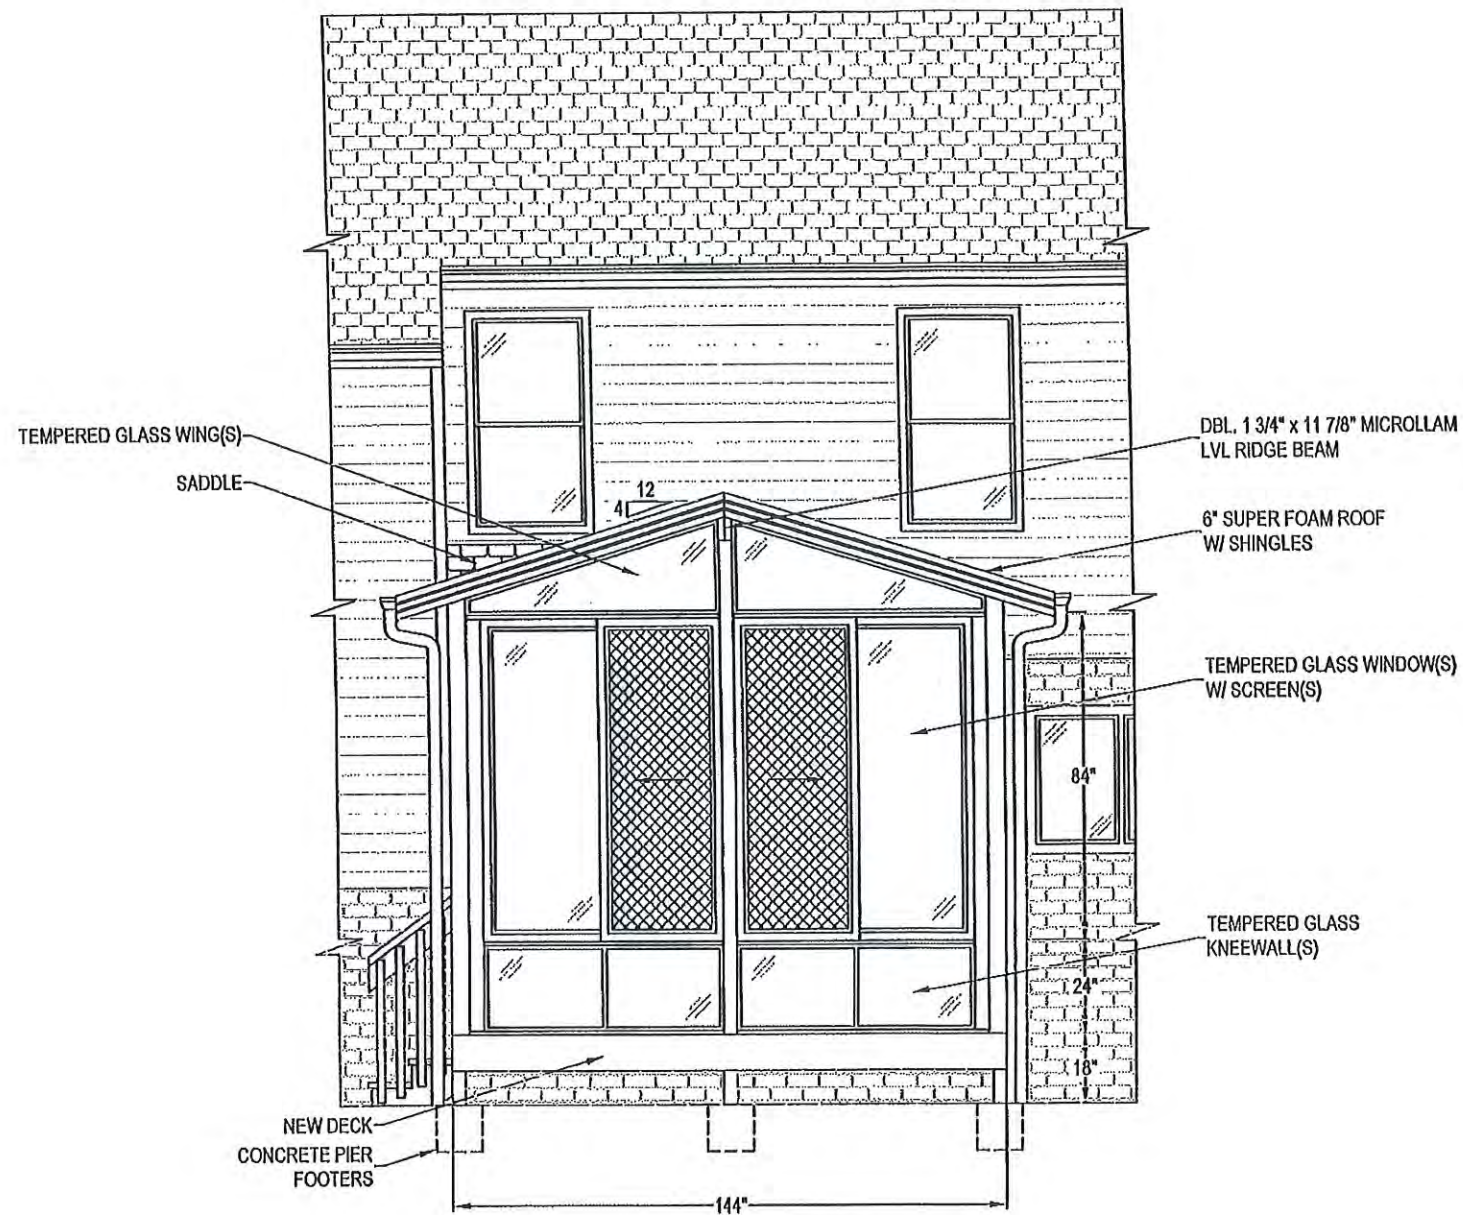 TEMPERED GLASS WING(S)
SADDLE
12
4
DBL. 1 3/4" x 11 7/8" MICROLLAM
LVL RIDGE BEAM
6" SUPER FOAM ROOF
W/ SHINGLES
TEMPERED GLASS WINDOW(S)
W/ SCREEN(S)
84"
TEMPERED GLASS
KNEEWALL(S)
24"
18"
NEW DECK
CONCRETE PIER
FOOTERS
144"